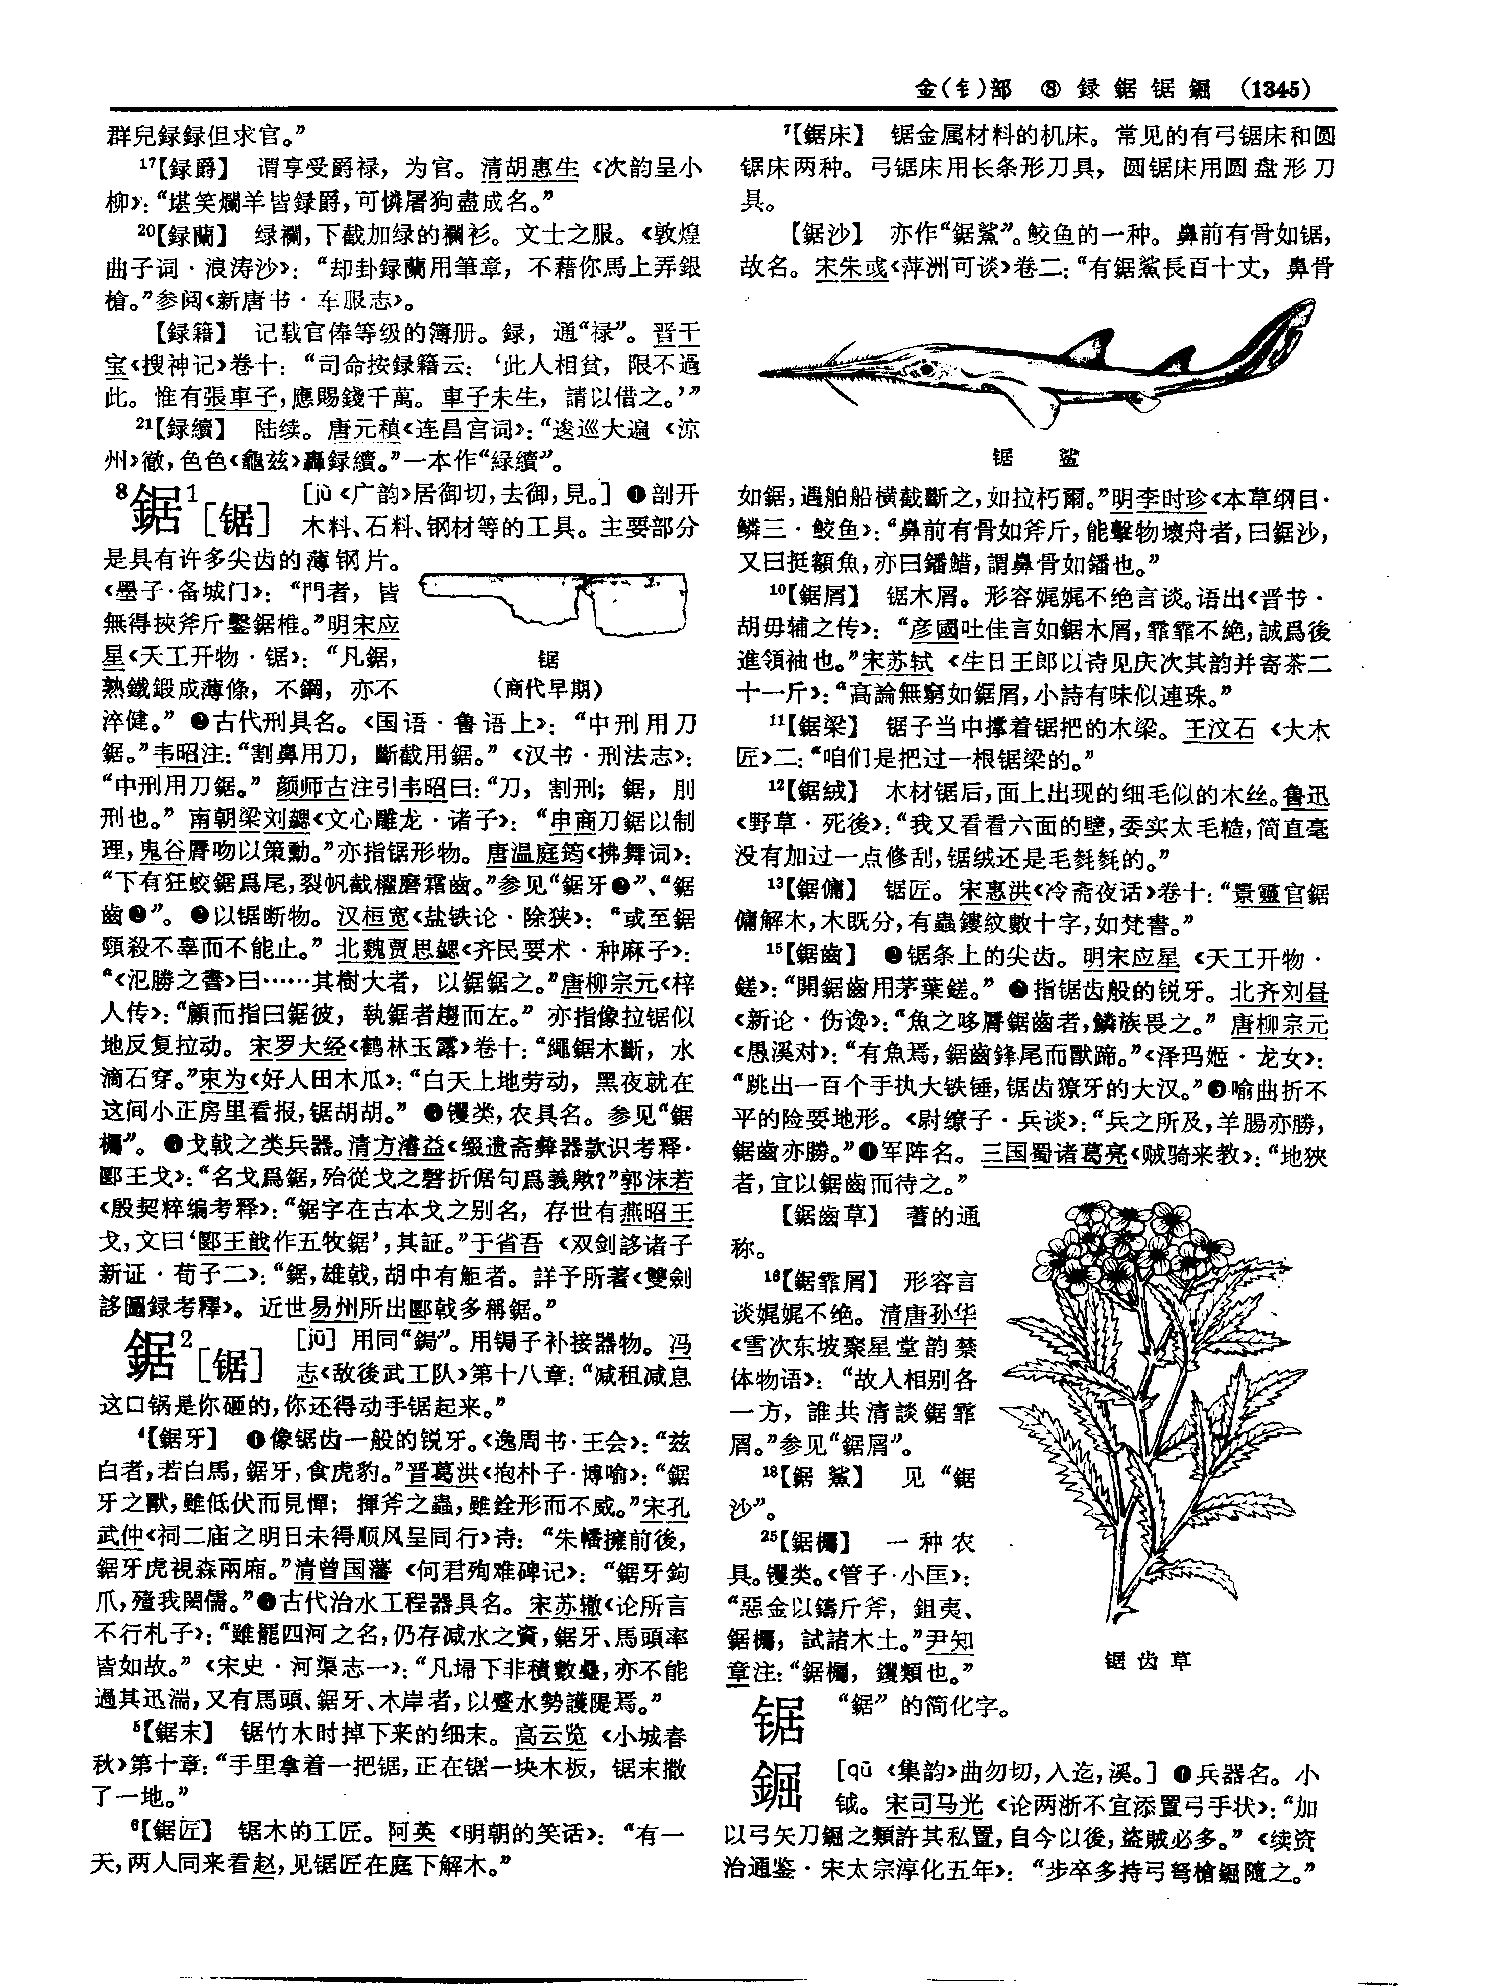 金(钅)部 ⑧ 録 鋸 锯 鋸 (1345)
群兒録録但求官。”
17【録爵】 谓享受爵禄，为官。清胡惠生《次韵呈小
柳》：“堪笑爛羊皆録爵，可憐屠狗盡成名。”
20【録蘭】 绿襴，下截加绿的襴衫。文士之服。《敦煌
曲子词·浪涛沙》：“却卦録蘭用筆章，不藉你馬上弄銀
槍。”参阅《新唐书·车服志》。
【録籍】 记载官俸等级的簿册。録，通“禄”。晋干
宝《搜神记》卷十：“司命按録籍云：‘此人相贫，限不過
此。惟有張車子，應賜錢千萬。車子未生，請以借之。’”
21【録續】 陆续。唐元稹《连昌宫词》：“逡巡大遍《涼
州》徹，色色《龜兹》轟録續。”一本作“緑續”。
8鋸1［锯］ ［jù《广韵》居御切，去御，見。］❶剖开
木料、石料、钢材等的工具。主要部分
是具有许多尖齿的薄钢片。
《墨子·备城门》：“門者，皆
無得挾斧斤鑿鋸椎。”明宋应
星《天工开物·锯》：“凡鋸，
熟鐵鍛成薄條，不鋼，亦不
锯
（商代早期）
淬健。”❷古代刑具名。《国语·鲁语上》：“中刑用刀
鋸。”韦昭注：“割鼻用刀，斷截用鋸。”《汉书·刑法志》：
“中刑用刀鋸。”颜师古注引韦昭曰：“刀，割刑；鋸，刖
刑也。”南朝梁刘勰《文心雕龙·诸子》：“申商刀鋸以制
理，鬼谷脣吻以策勳。”亦指锯形物。唐温庭筠《拂舞词》：
“下有狂蛟鋸爲尾，裂帆截櫂磨霜齒。”参见“鋸牙❶”、“鋸
齒❷”。❸以锯断物。汉桓宽《盐铁论·除狭》：“或至鋸
頸殺不辜而不能止。”北魏贾思勰《齐民要术·种麻子》：
“《氾勝之書》曰……其樹大者，以鋸鋸之。”唐柳宗元《梓
人传》：“顧而指曰鋸彼，執鋸者趨而左。”亦指像拉锯似
地反复拉动。宋罗大经《鹤林玉露》卷十：“繩鋸木斷，水
滴石穿。”束为《好人田木瓜》：“白天上地劳动，黑夜就在
这间小正房里看报，锯胡胡。”❹镬类，农具名。参见“鋸
欘”。❺戈戟之类兵器。清方濬益《缀遗斋彝器款识考释·
郾王戈》：“名戈爲鋸，殆從戈之磬折倨句爲義歟？”郭沫若
《殷契粹编考释》：“鋸字在古本戈之别名，存世有燕昭王
戈，文曰‘郾王戠作五牧鋸’，其証。”于省吾《双剑誃诸子
新证·荀子二》：“鋸，雄戟，胡中有𧣒者。詳予所著《雙劍
誃圖録考釋》。近世易州所出郾戟多稱鋸。”
鋸2［锯］ ［jū］用同“鋦”。用锔子补接器物。冯
志《敌後武工队》第十八章：“减租减息
这口锅是你砸的，你还得动手锯起来。”
4【鋸牙】 ❶像锯齿一般的锐牙。《逸周书·王会》：“兹
白者，若白馬，鋸牙，食虎豹。”晋葛洪《抱朴子·博喻》：“鋸
牙之獸，雖低伏而見憚；揮斧之蟲，雖銓形而不威。”宋孔
武仲《祠二庙之明日未得顺风呈同行》诗：“朱幡擁前後，
鋸牙虎視森兩廂。”清曾国藩《何君殉难碑记》：“鋸牙鉤
爪，殪我閎儒。”❷古代治水工程器具名。宋苏辙《论所言
不行札子》：“雖罷四河之名，仍存减水之資，鋸牙、馬頭率
皆如故。”《宋史·河渠志一》：“凡埽下非積數疊，亦不能
遏其迅湍，又有馬頭、鋸牙、木岸者，以蹙水勢護隄焉。”
5【鋸末】 锯竹木时掉下来的细末。高云览《小城春
秋》第十章：“手里拿着一把锯，正在锯一块木板，锯末撒
了一地。”
6【鋸匠】 锯木的工匠。阿英《明朝的笑话》：“有一
天，两人同来看赵，见锯匠在庭下解木。”
7【鋸床】 锯金属材料的机床。常见的有弓锯床和圆
锯床两种。弓锯床用长条形刀具，圆锯床用圆盘形刀
具。
【鋸沙】 亦作“鋸鯊”。鲛鱼的一种。鼻前有骨如锯，
故名。宋朱彧《萍洲可谈》卷二：“有鋸鯊長百十丈，鼻骨
锯 鲨
如鋸，遇舶船横截斷之，如拉朽爾。”明李时珍《本草纲目·
鳞三·鲛鱼》：“鼻前有骨如斧斤，能擊物壞舟者，曰鋸沙，
又曰挺額魚，亦曰鐇䱜，謂鼻骨如鐇也。”
10【鋸屑】 锯木屑。形容娓娓不绝言谈。语出《晋书·
胡毋辅之传》：“彦國吐佳言如鋸木屑，霏霏不絶，誠爲後
進領袖也。”宋苏轼《生日王郎以诗见庆次其韵并寄茶二
十一斤》：“高論無窮如鋸屑，小詩有味似連珠。”
11【鋸梁】 锯子当中撑着锯把的木梁。王汶石《大木
匠》二：“咱们是把过一根锯梁的。”
12【鋸絨】 木材锯后，面上出现的细毛似的木丝。鲁迅
《野草·死後》：“我又看看六面的壁，委实太毛糙，简直毫
没有加过一点修刮，锯绒还是毛毿毿的。”
13【鋸傭】 锯匠。宋惠洪《冷斋夜话》卷十：“景靈宫鋸
傭解木，木既分，有蟲鏤紋數十字，如梵書。”
15【鋸齒】 ❶锯条上的尖齿。明宋应星《天工开物·
鎈》：“開鋸齒用茅葉鎈。”❷指锯齿般的锐牙。北齐刘昼
《新论·伤谗》：“魚之哆脣鋸齒者，鱗族畏之。”唐柳宗元
《愚溪对》：“有魚焉，鋸齒鋒尾而獸蹄。”《泽玛姬·龙女》：
“跳出一百个手执大铁锤，锯齿獠牙的大汉。”❸喻曲折不
平的险要地形。《尉缭子·兵谈》：“兵之所及，羊腸亦勝，
鋸齒亦勝。”❹军阵名。三国蜀诸葛亮《贼骑来教》：“地狹
者，宜以鋸齒而待之。”
【鋸齒草】 蓍的通
称。
16【鋸霏屑】 形容言
谈娓娓不绝。清唐孙华
《雪次东坡聚星堂韵禁
体物语》：“故人相别各
一方，誰共清談鋸霏
屑。”参见“鋸屑”。
18【鋸鯊】 见“鋸
沙”。
25【鋸欘】 一种农
具。镬类。《管子·小匡》：
“惡金以鑄斤斧，鉏夷、
鋸欘，試諸木土。”尹知
章注：“鋸欘，钁類也。”
锯齿草
锯 “鋸”的简化字。
鋸 ［qū《集韵》曲勿切，入迄，溪。］❶兵器名。小
钺。宋司马光《论两浙不宜添置弓手状》：“加
以弓矢刀鋸之類許其私置，自今以後，盗賊必多。”《续资
治通鉴·宋太宗淳化五年》：“步卒多持弓弩槍鋸隨之。”